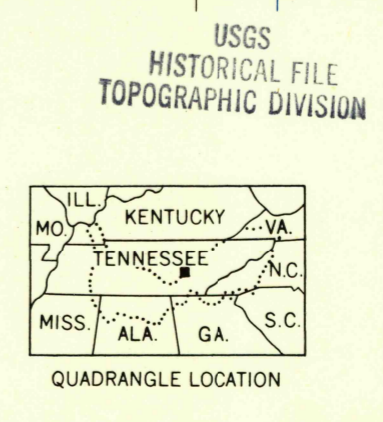 USGS
HISTORICAL FILE
TOPOGRAPHIC DIVISION
ILL.
MO. KENTUCKY VA.
TENNESSEE
N.C.
MISS. ALA. GA. S.C.
QUADRANGLE LOCATION